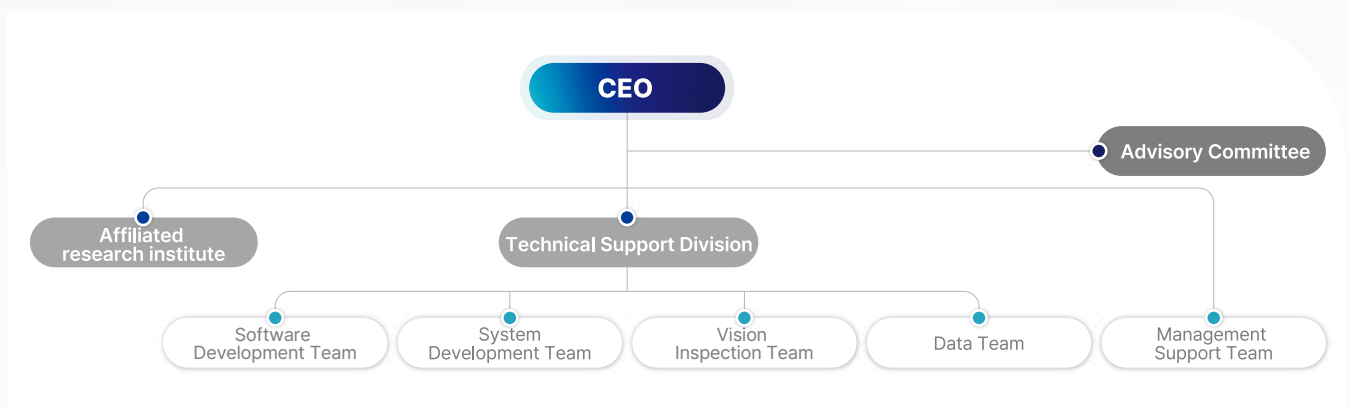 CEO
Advisory Committee
Affiliated
research institute
Technical Support Division
Software
Development Team
System
Development Team
Vision
Inspection Team
Data Team
Management
Support Team